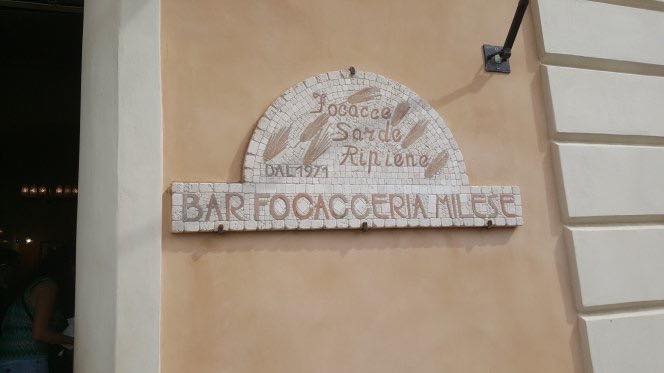 Focacce
Sarde
Ripiene
DAL 1971
BAR FOCACCERIA MILESE